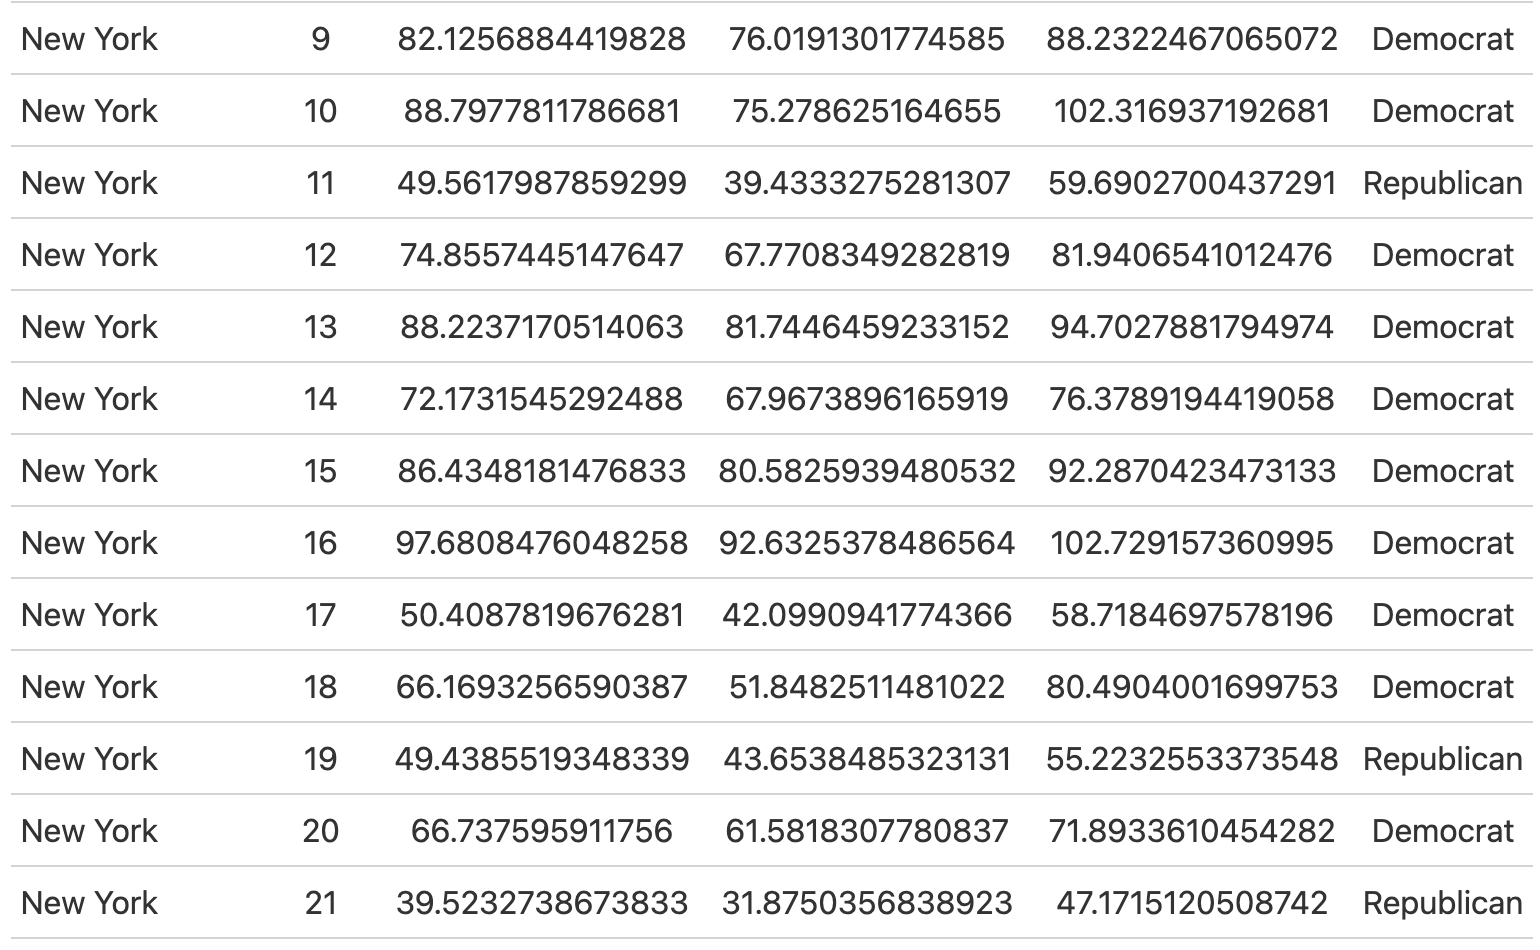 New York 9 82.1256884419828 76.0191301774585 88.2322467065072 Democrat
New York 10 88.7977811786681 75.278625164655 102.316937192681 Democrat
New York 11 49.5617987859299 39.4333275281307 59.6902700437291 Republican
New York 12 74.8557445147647 67.7708349282819 81.9406541012476 Democrat
New York 13 88.2237170514063 81.7446459233152 94.7027881794974 Democrat
New York 14 72.1731545292488 67.9673896165919 76.3789194419058 Democrat
New York 15 86.4348181476833 80.5825939480532 92.2870423473133 Democrat
New York 16 97.6808476048258 92.6325378486564 102.729157360995 Democrat
New York 17 50.4087819676281 42.0990941774366 58.7184697578196 Democrat
New York 18 66.1693256590387 51.8482511481022 80.4904001699753 Democrat
New York 19 49.4385519348339 43.6538485323131 55.2232553373548 Republican
New York 20 66.737595911756 61.5818307780837 71.8933610454282 Democrat
New York 21 39.5232738673833 31.8750356838923 47.1715120508742 Republican